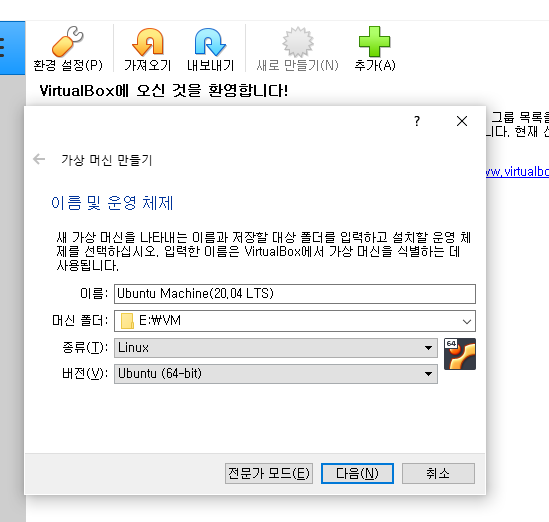 환경 설정(P) 가져오기 내보내기 새로 만들기(N) 추가(A)
VirtualBox에 오신 것을 환영합니다!
그룹 목록을
니다. 현재 선
ww.virtualbo
?
가상 머신 만들기
이름 및 운영 체제
새 가상 머신을 나타내는 이름과 저장할 대상 폴더를 입력하고 설치할 운영 체
제를 선택하십시오. 입력한 이름은 VirtualBox에서 가상 머신을 식별하는 데
사용됩니다.
이름: Ubuntu Machine(20.04 LTS)
머신 폴더: E:₩VM
종류(T): Linux
64
버전(V): Ubuntu (64-bit)
전문가 모드(E) 다음(N) 취소